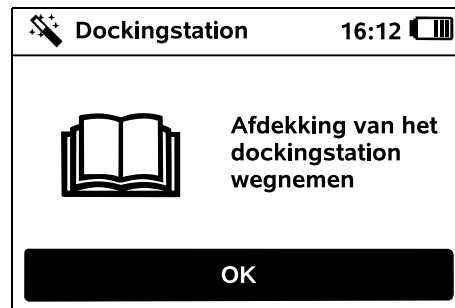 Dockingstation 16:12
Afdekking van het
dockingstation
wegnemen
OK